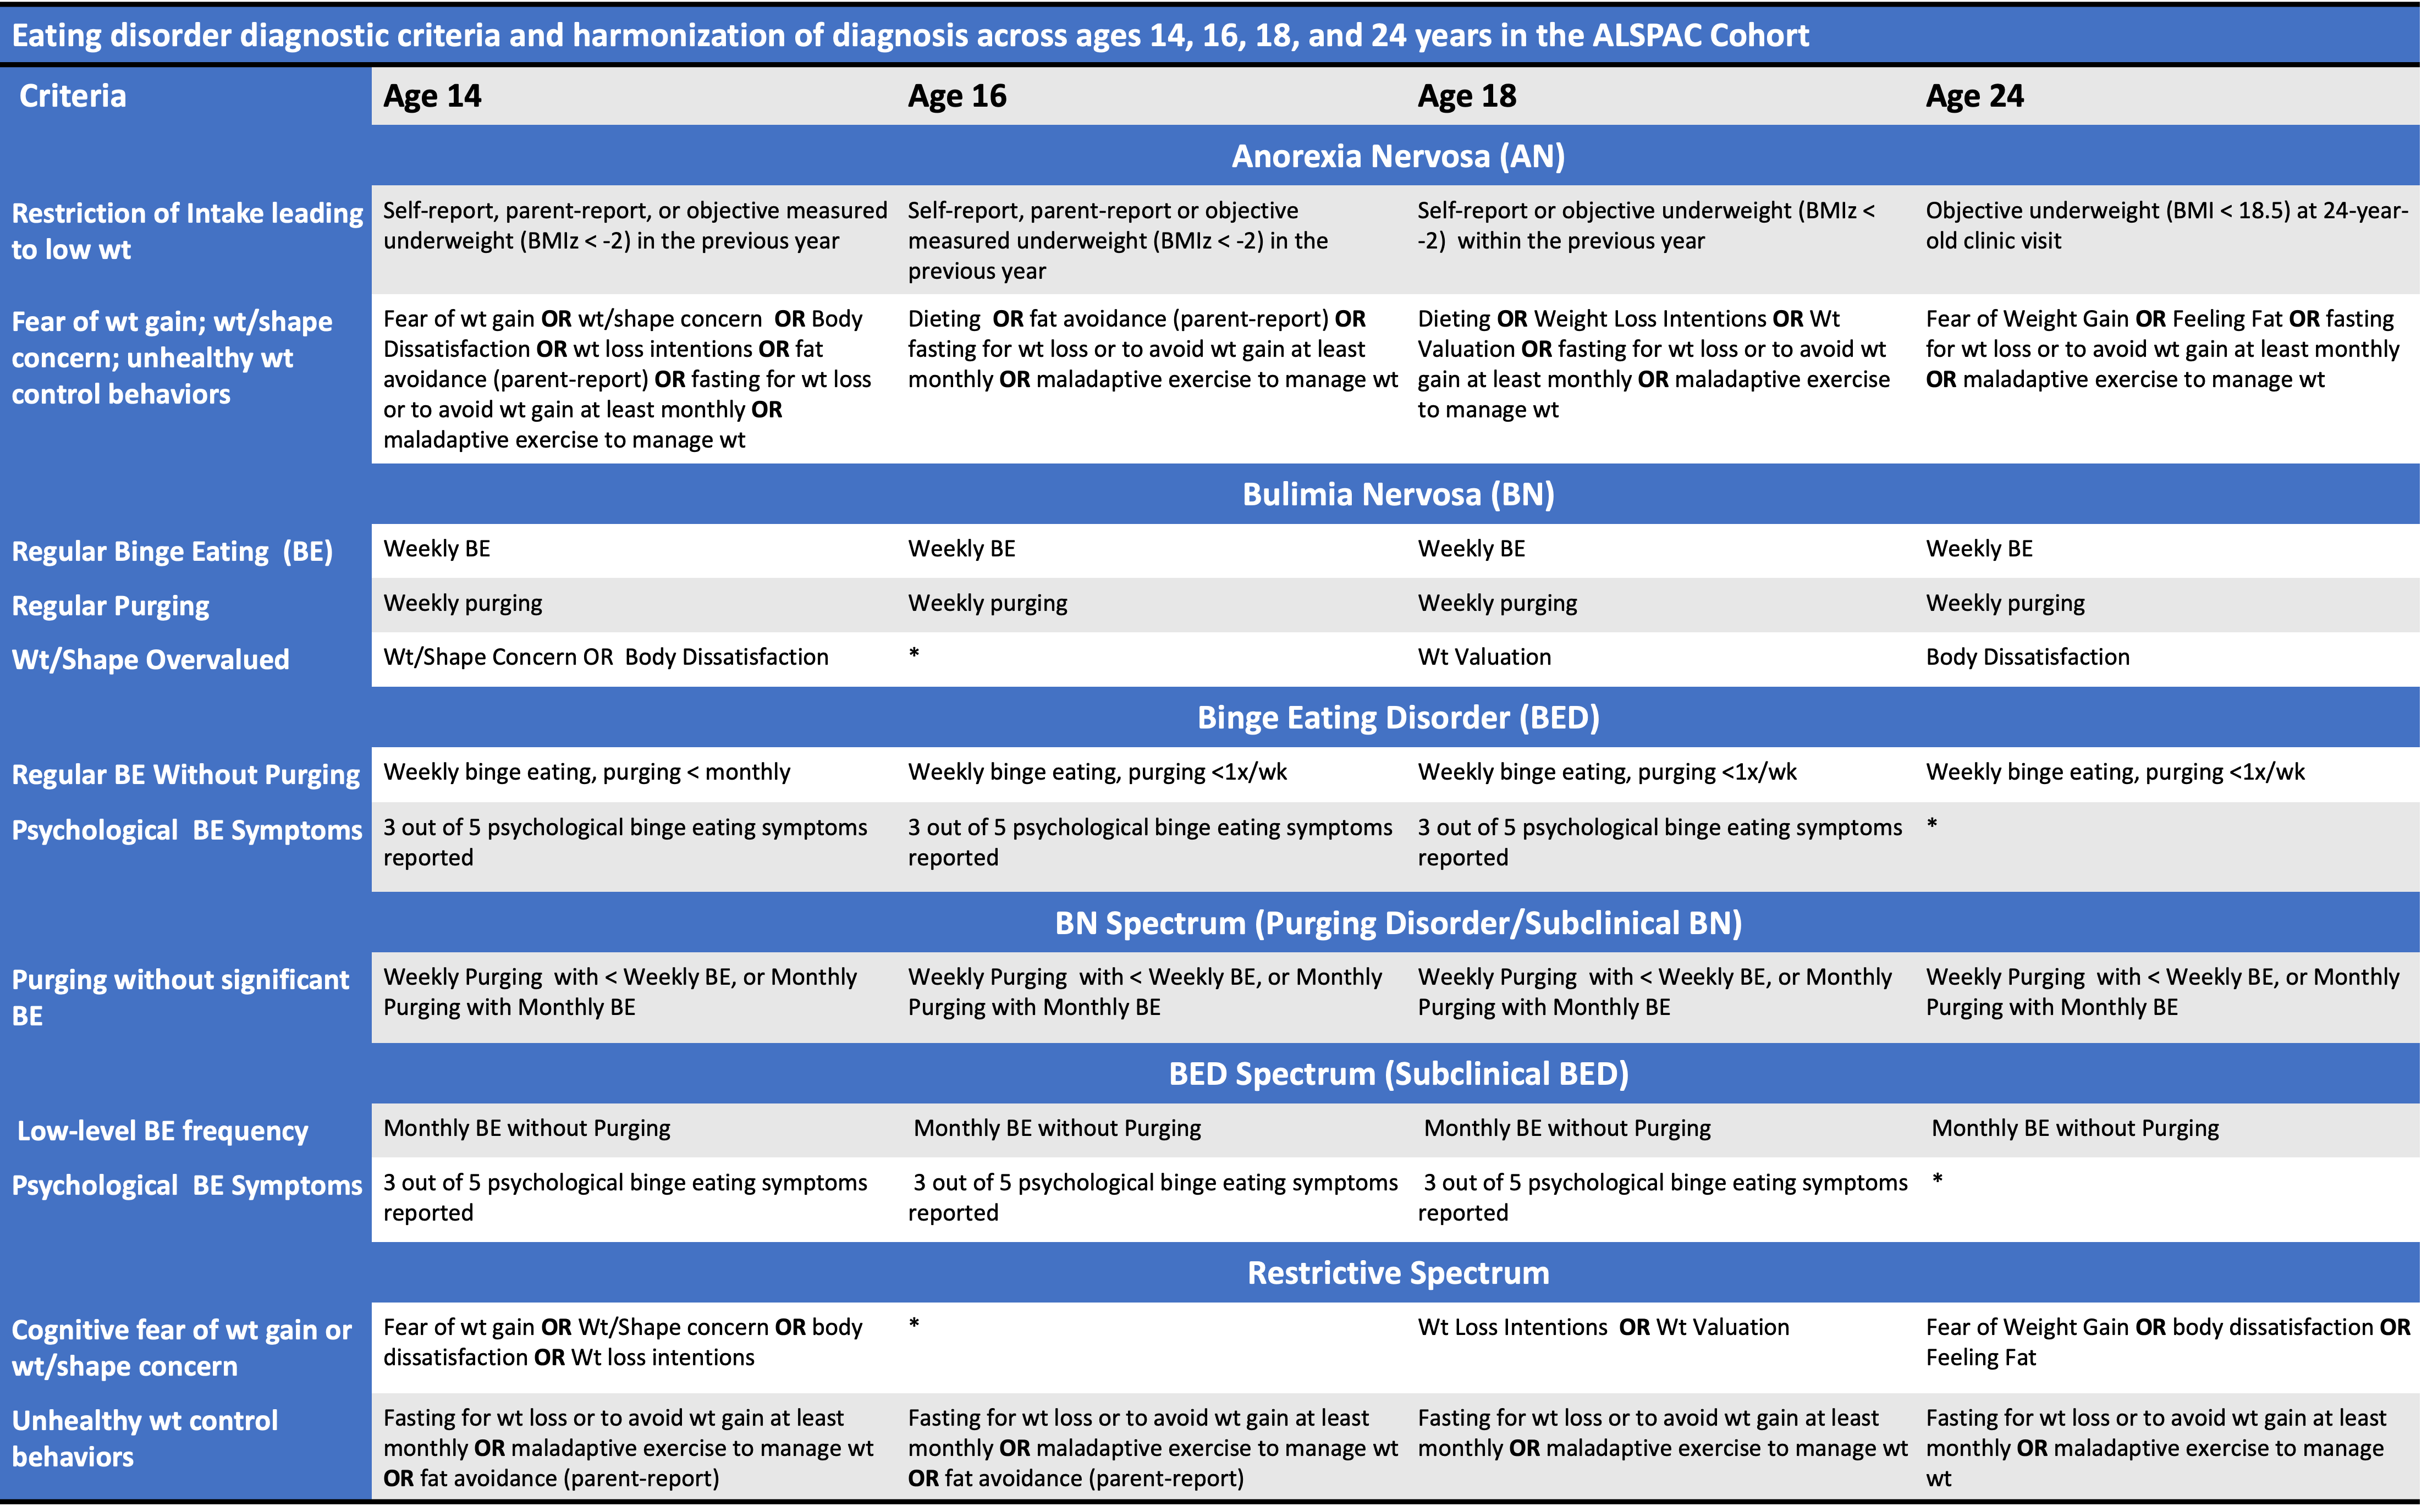 Eating disorder diagnostic criteria and harmonization of diagnosis across ages 14, 16, 18, and 24 years in the ALSPAC Cohort
Criteria
Age 14
Age 16
Age 18
Age 24
Anorexia Nervosa (AN)
Restriction of Intake leading
to low wt
Self-report, parent-report, or objective measured
underweight (BMIz < -2) in the previous year
Self-report, parent-report or objective
measured underweight (BMIz < -2) in the
previous year
Self-report or objective underweight (BMIz <
-2) within the previous year
Objective underweight (BMI < 18.5) at 24-year-
old clinic visit
Fear of wt gain; wt/shape
concern; unhealthy wt
control behaviors
Fear of wt gain OR wt/shape concern OR Body
Dissatisfaction OR wt loss intentions OR fat
avoidance (parent-report) OR fasting for wt loss
or to avoid wt gain at least monthly OR
maladaptive exercise to manage wt
Dieting OR fat avoidance (parent-report) OR
fasting for wt loss or to avoid wt gain at least
monthly OR maladaptive exercise to manage wt
Dieting OR Weight Loss Intentions OR Wt
Valuation OR fasting for wt loss or to avoid wt
gain at least monthly OR maladaptive exercise
to manage wt
Fear of Weight Gain OR Feeling Fat OR fasting
for wt loss or to avoid wt gain at least monthly
OR maladaptive exercise to manage wt
Bulimia Nervosa (BN)
Regular Binge Eating (BE)
Weekly BE
Weekly BE
Weekly BE
Weekly BE
Regular Purging
Weekly purging
Weekly purging
Weekly purging
Weekly purging
Wt/Shape Overvalued
Wt/Shape Concern OR Body Dissatisfaction
*
Wt Valuation
Body Dissatisfaction
Binge Eating Disorder (BED)
Regular BE Without Purging
Weekly binge eating, purging < monthly
Weekly binge eating, purging <1x/wk
Weekly binge eating, purging <1x/wk
Weekly binge eating, purging <1x/wk
Psychological BE Symptoms
3 out of 5 psychological binge eating symptoms
reported
3 out of 5 psychological binge eating symptoms
reported
3 out of 5 psychological binge eating symptoms
reported
*
BN Spectrum (Purging Disorder/Subclinical BN)
Purging without significant
BE
Weekly Purging with < Weekly BE, or Monthly
Purging with Monthly BE
Weekly Purging with < Weekly BE, or Monthly
Purging with Monthly BE
Weekly Purging with < Weekly BE, or Monthly
Purging with Monthly BE
Weekly Purging with < Weekly BE, or Monthly
Purging with Monthly BE
BED Spectrum (Subclinical BED)
Low-level BE frequency
Monthly BE without Purging
Monthly BE without Purging
Monthly BE without Purging
Monthly BE without Purging
Psychological BE Symptoms
3 out of 5 psychological binge eating symptoms
reported
3 out of 5 psychological binge eating symptoms
reported
3 out of 5 psychological binge eating symptoms
reported
*
Restrictive Spectrum
Cognitive fear of wt gain or
wt/shape concern
Fear of wt gain OR Wt/Shape concern OR body
dissatisfaction OR Wt loss intentions
*
Wt Loss Intentions OR Wt Valuation
Fear of Weight Gain OR body dissatisfaction OR
Feeling Fat
Unhealthy wt control
behaviors
Fasting for wt loss or to avoid wt gain at least
monthly OR maladaptive exercise to manage wt
OR fat avoidance (parent-report)
Fasting for wt loss or to avoid wt gain at least
monthly OR maladaptive exercise to manage wt
OR fat avoidance (parent-report)
Fasting for wt loss or to avoid wt gain at least
monthly OR maladaptive exercise to manage wt
Fasting for wt loss or to avoid wt gain at least
monthly OR maladaptive exercise to manage
wt